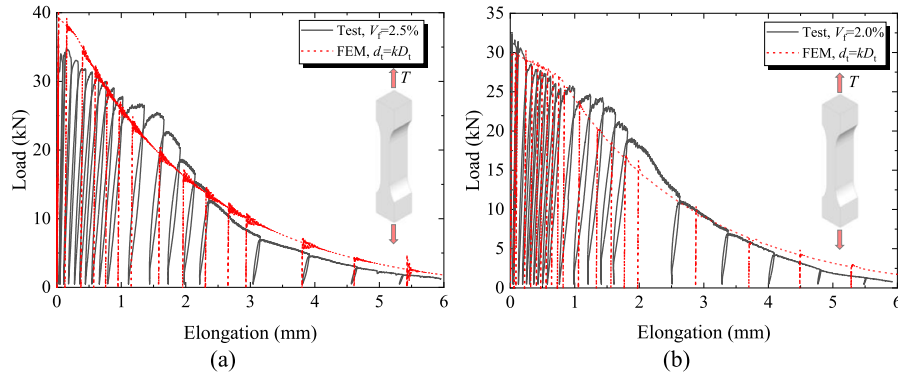 Test, Vf=2.5%
FEM, dt=kDt
T
Load (kN)
40
30
20
10
0
0 1 2 3 4 5 6
Elongation (mm)
(a)
Test, Vf=2.0%
FEM, dt=kDt
T
Load (kN)
35
30
25
20
15
10
5
0
0 1 2 3 4 5 6
Elongation (mm)
(b)